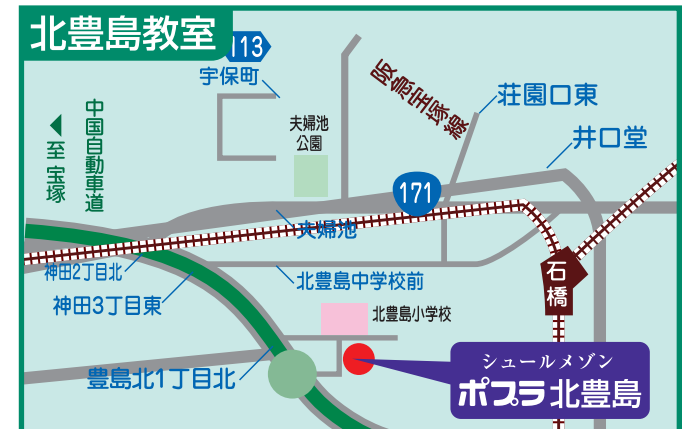 北豊島教室
113
宇保町
阪急宝塚線
荘園口東
中国自動車道
至 宝塚
夫婦池
公園
井口堂
171
夫婦池
神田2丁目北
北豊島中学校前
石橋
神田3丁目東
北豊島小学校
豊島北1丁目北
シュールメゾン
ポプラ北豊島